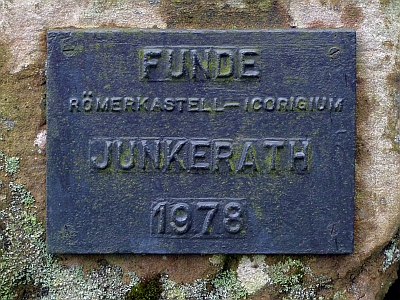 FUNDE
RÖMERKASTELL-ICORIGIUM
JUNKERATH
1978